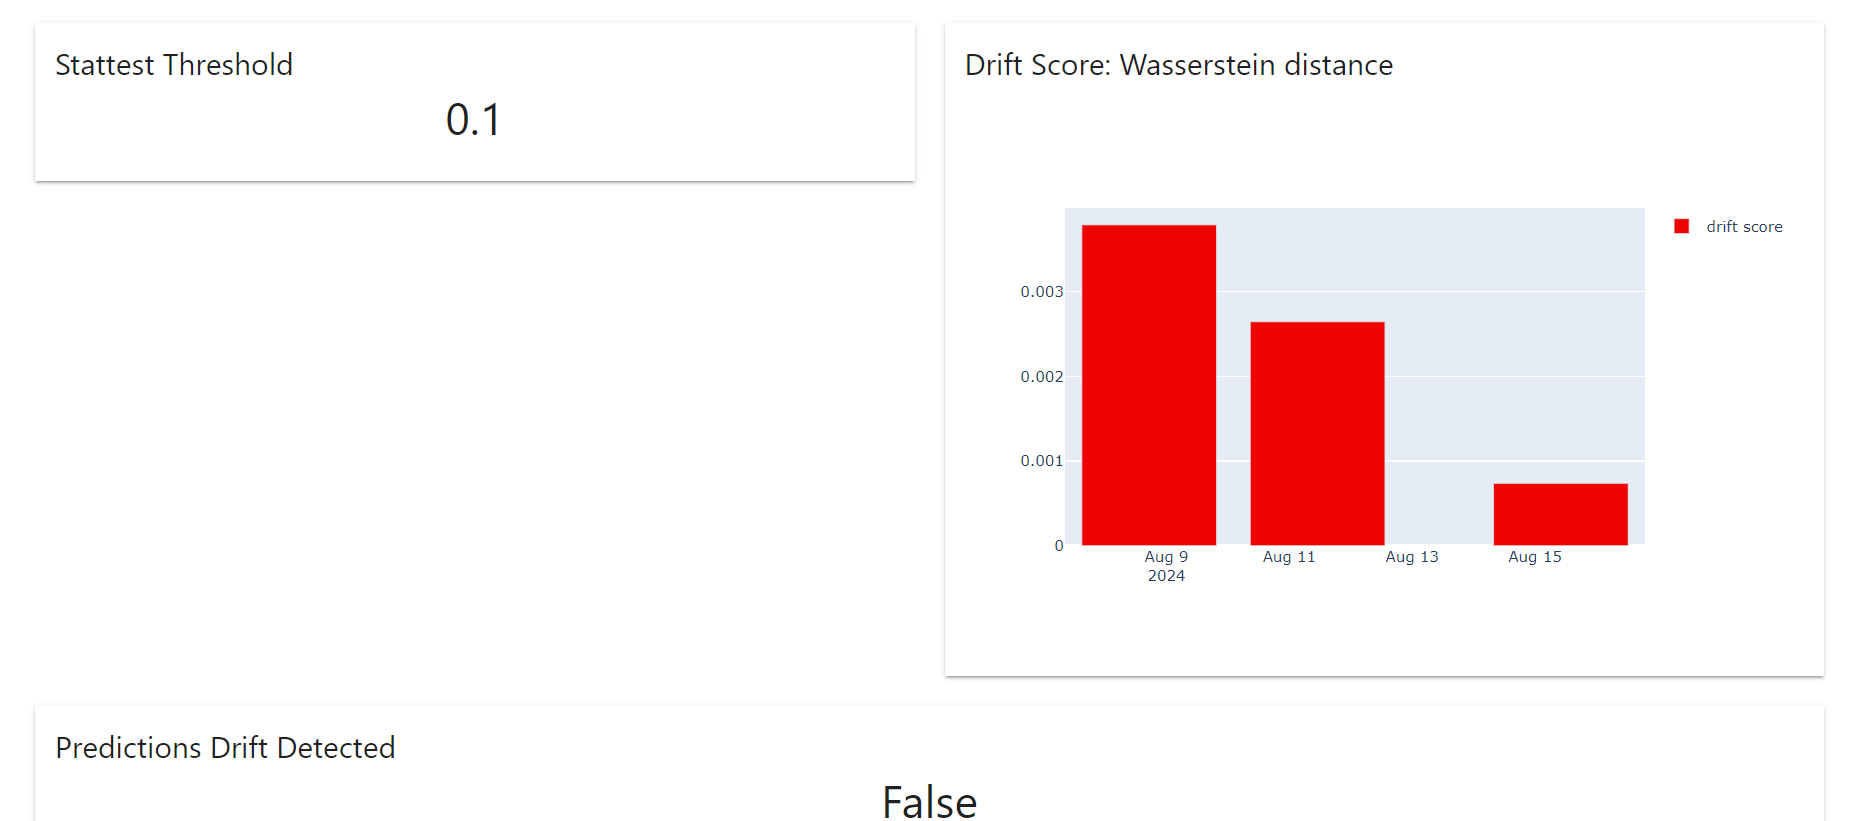 Stattest Threshold
0.1
Drift Score: Wasserstein distance
drift score
0.003
0.002
0.001
0
Aug 9
2024
Aug 11
Aug 13
Aug 15
Predictions Drift Detected
False